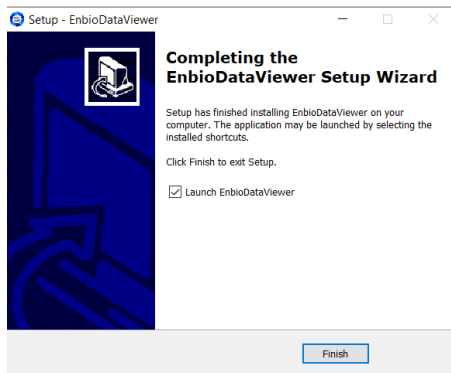 Setup - EnbioDataViewer
Completing the
EnbioDataViewer Setup Wizard
Setup has finished installing EnbioDataViewer on your
computer. The application may be launched by selecting the
installed shortcuts.
Click Finish to exit Setup.
Launch EnbioDataViewer
Finish